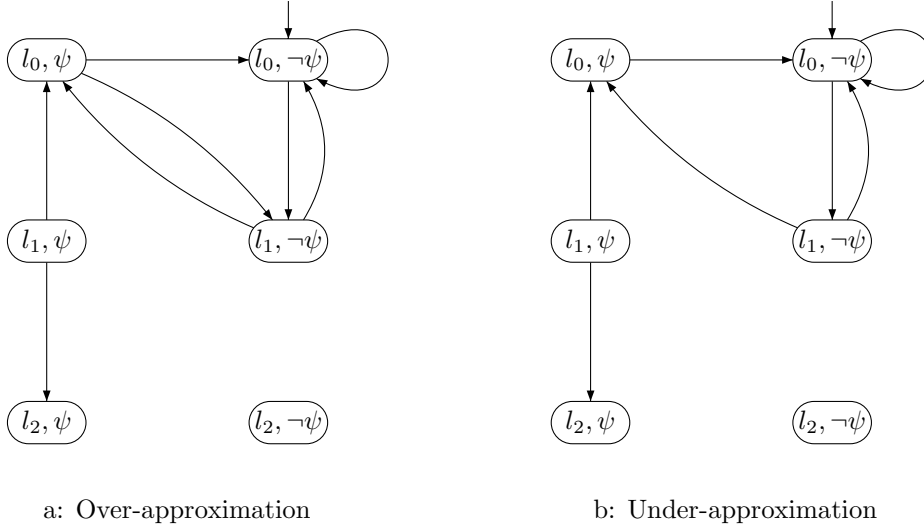 l₀, ψ l₀, ¬ψ l₀, ψ l₀, ¬ψ
l₁, ψ l₁, ¬ψ l₁, ψ l₁, ¬ψ
l₂, ψ l₂, ¬ψ l₂, ψ l₂, ¬ψ
a: Over-approximation b: Under-approximation